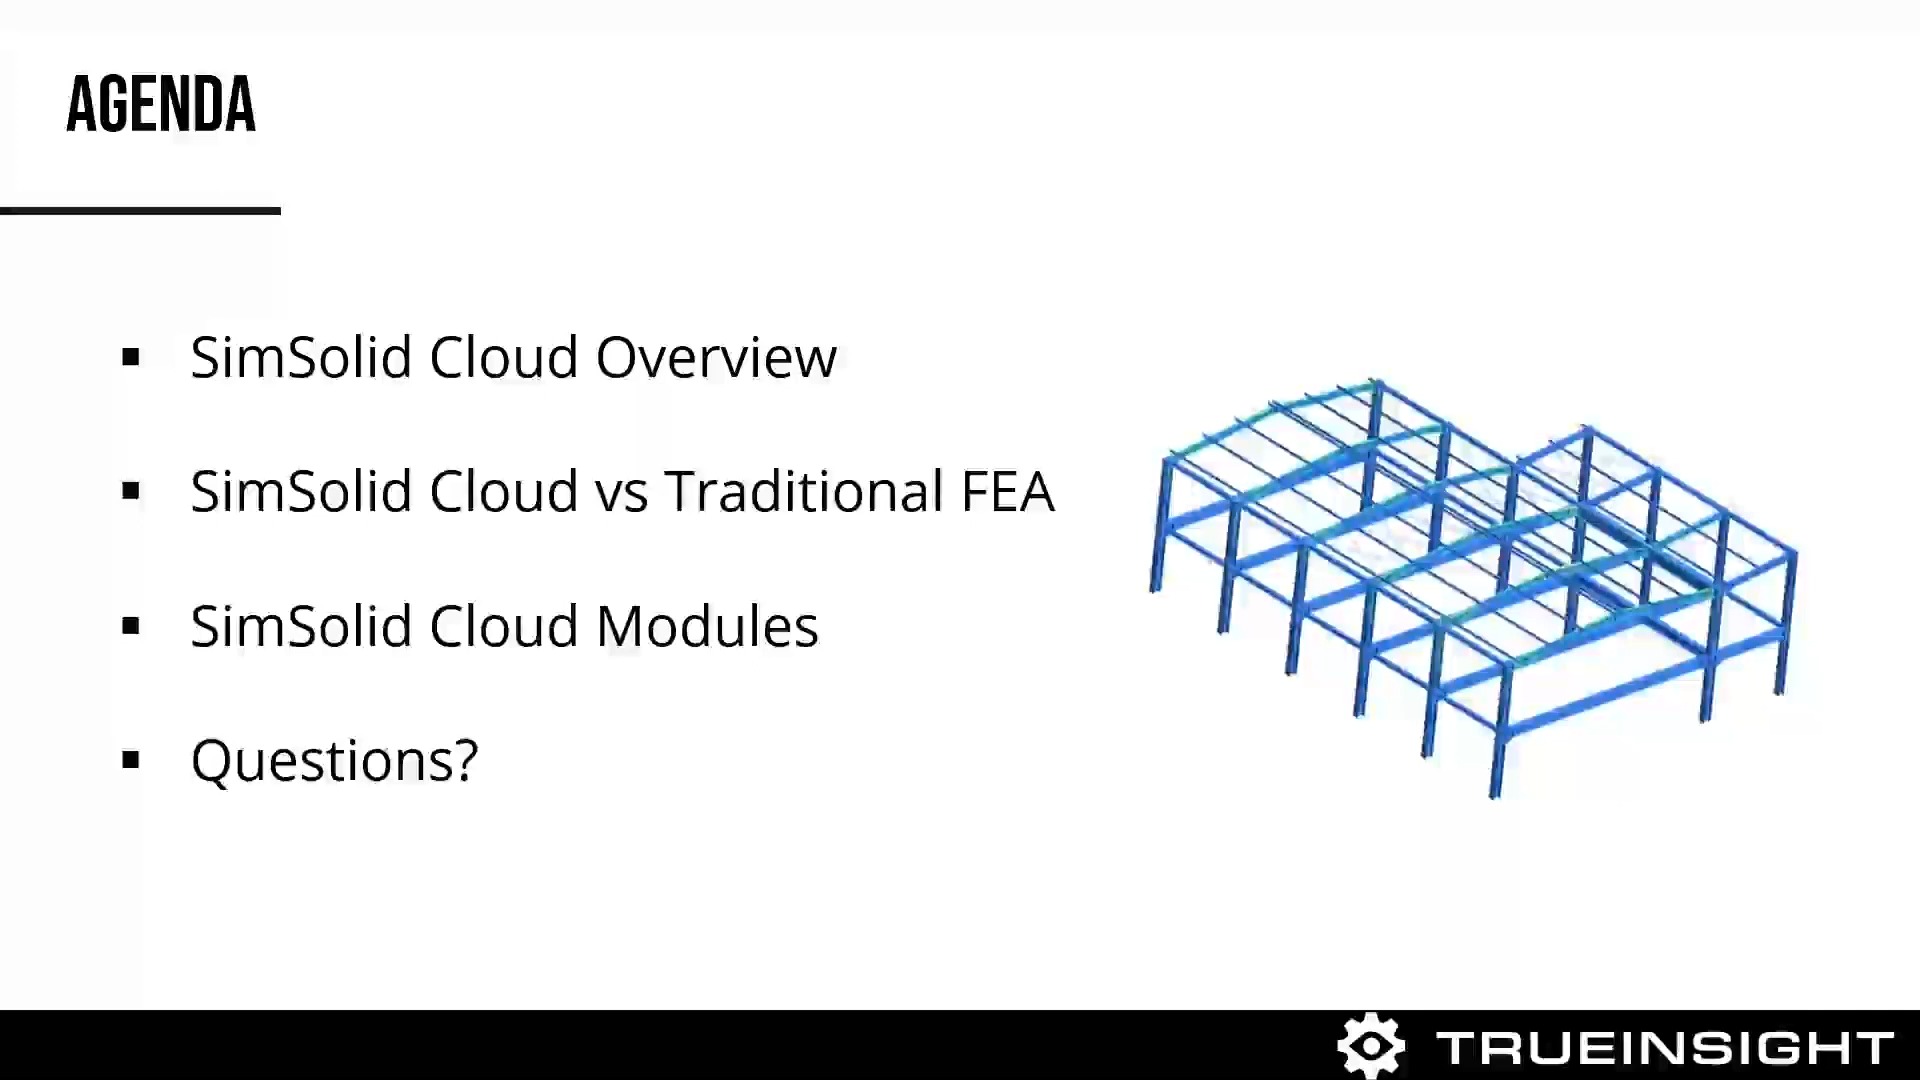 AGENDA
▪ SimSolid Cloud Overview
▪ SimSolid Cloud vs Traditional FEA
▪ SimSolid Cloud Modules
▪ Questions?
TRUEINSIGHT